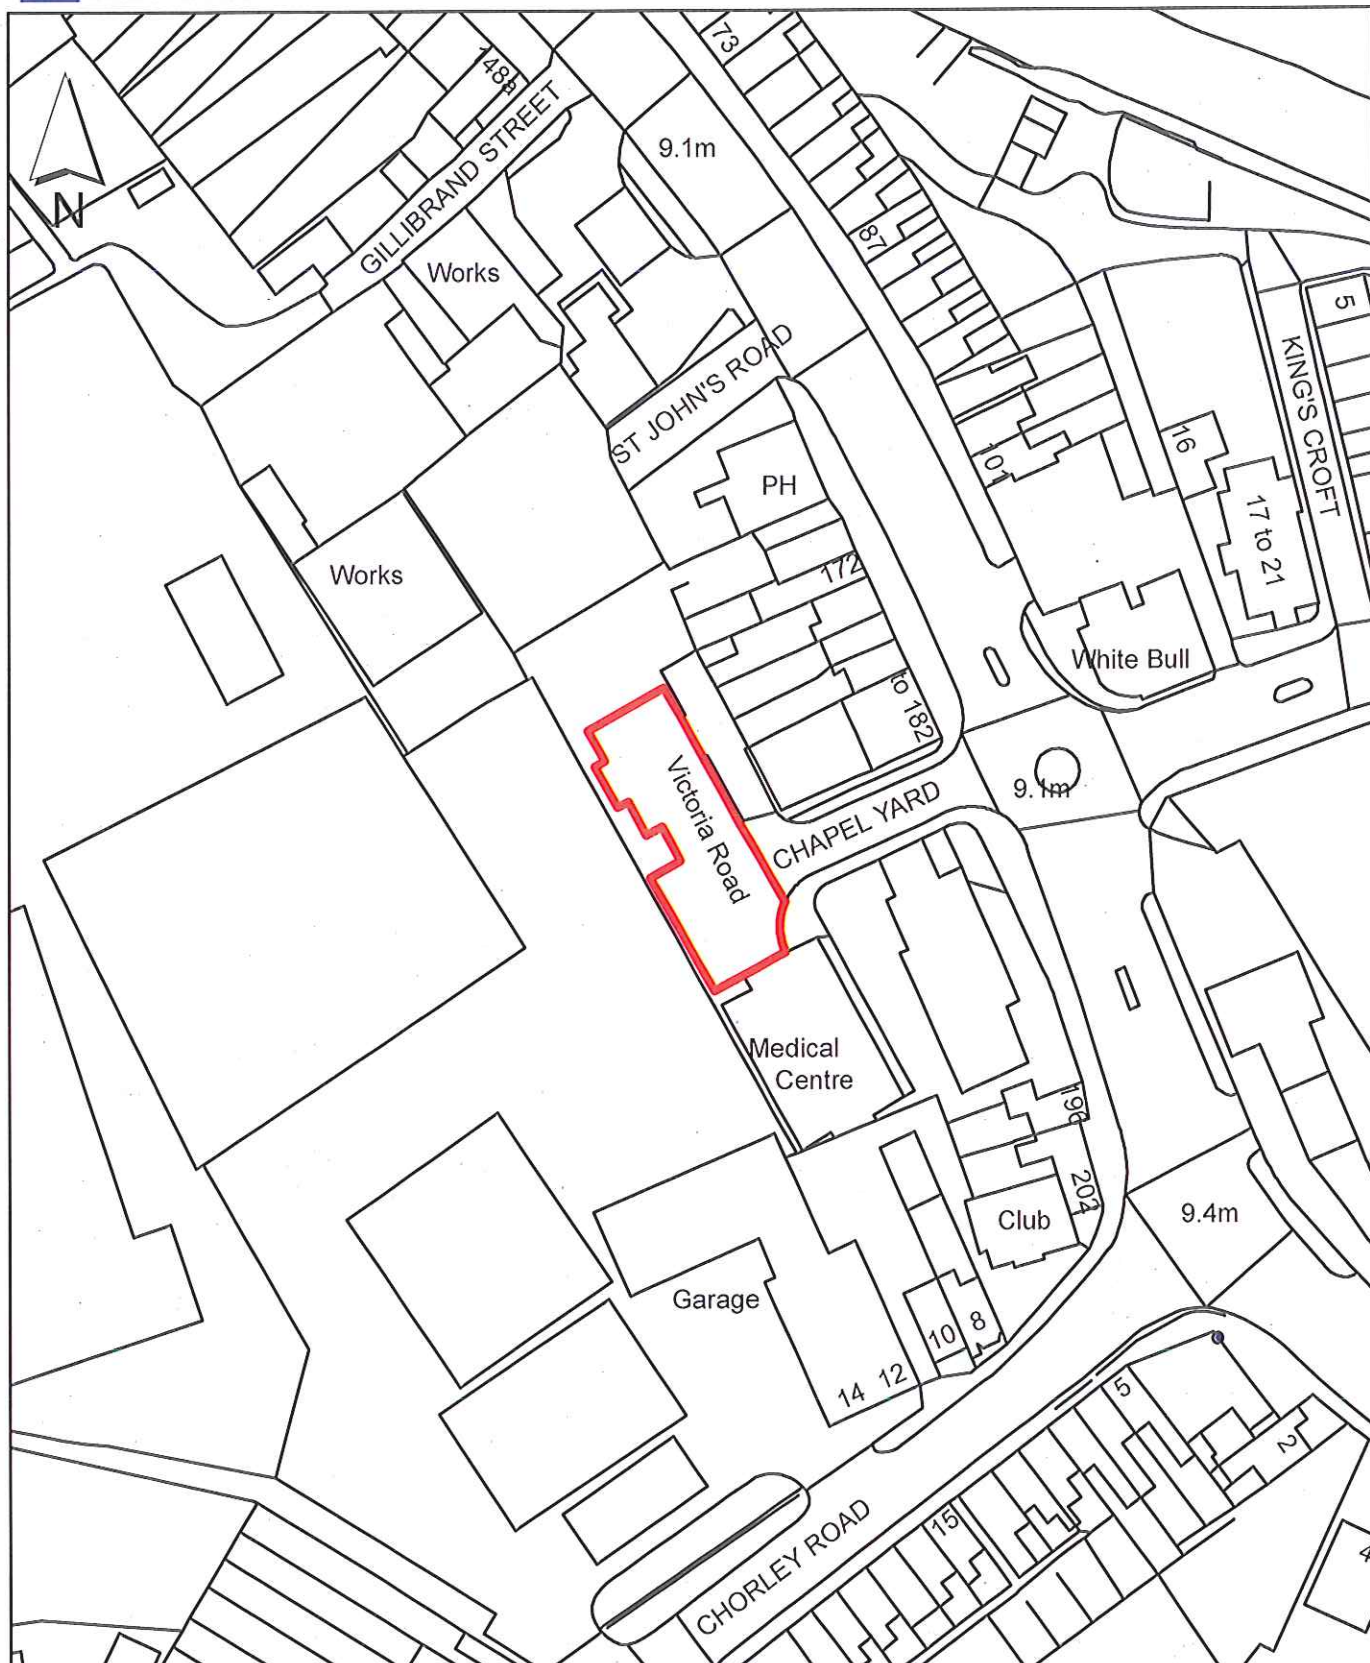 73
148a
9.1m
GILLIBRAND STREET
N
87
Works
5
KING'S CROFT
ST JOHN'S ROAD
16
101
PH
17 to 21
172
Works
White Bull
to 182
Victoria Road
9.1m
CHAPEL YARD
Medical
Centre
196
202
9.4m
Club
Garage
10
8
14
12
5
2
15
4
CHORLEY ROAD